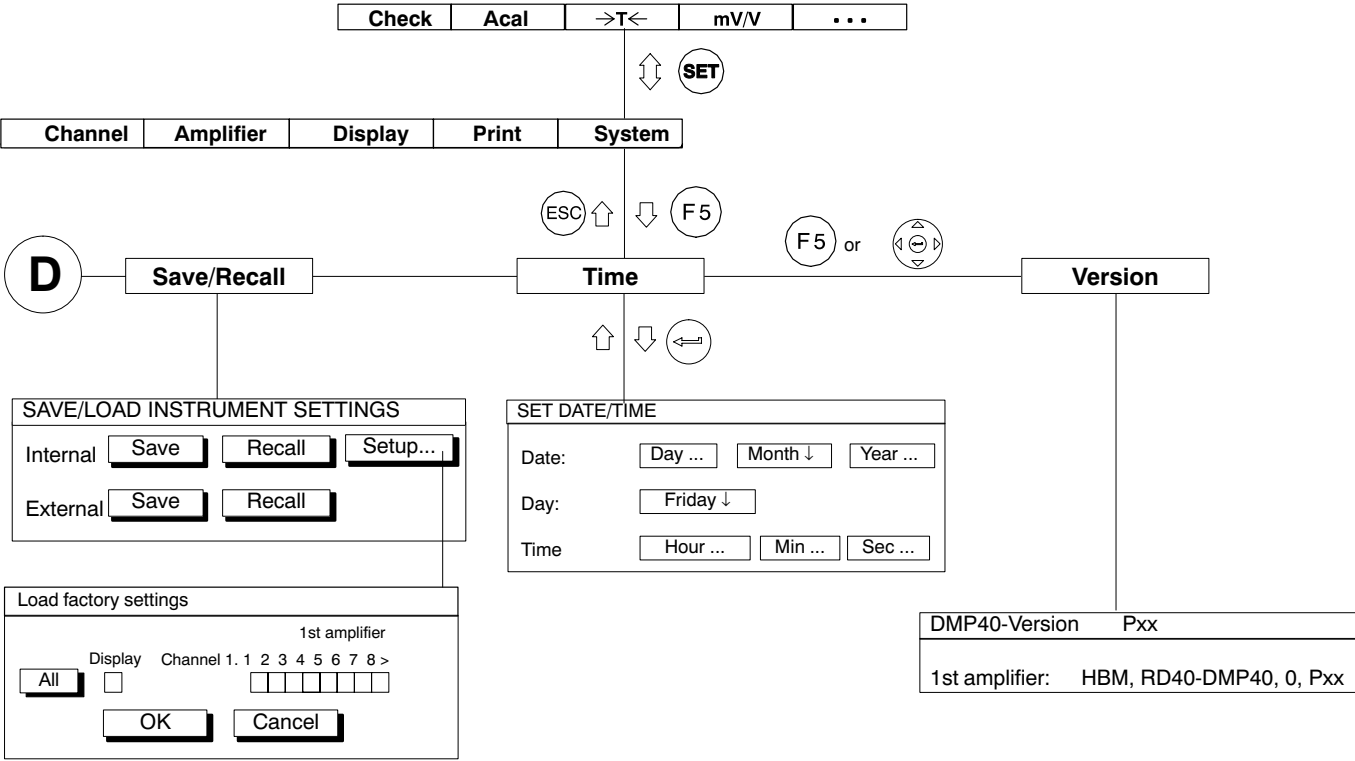 Check Acal →T← mV/V ...
SET
Channel Amplifier Display Print System
ESC F5
F5 or
D Save/Recall Time Version
SAVE/LOAD INSTRUMENT SETTINGS
Internal Save Recall Setup...
External Save Recall
SET DATE/TIME
Date: Day ... Month ↓ Year ...
Day: Friday ↓
Time Hour ... Min ... Sec ...
Load factory settings
1st amplifier
Display Channel 1. 1 2 3 4 5 6 7 8 >
All
OK Cancel
DMP40-Version Pxx
1st amplifier: HBM, RD40-DMP40, 0, Pxx